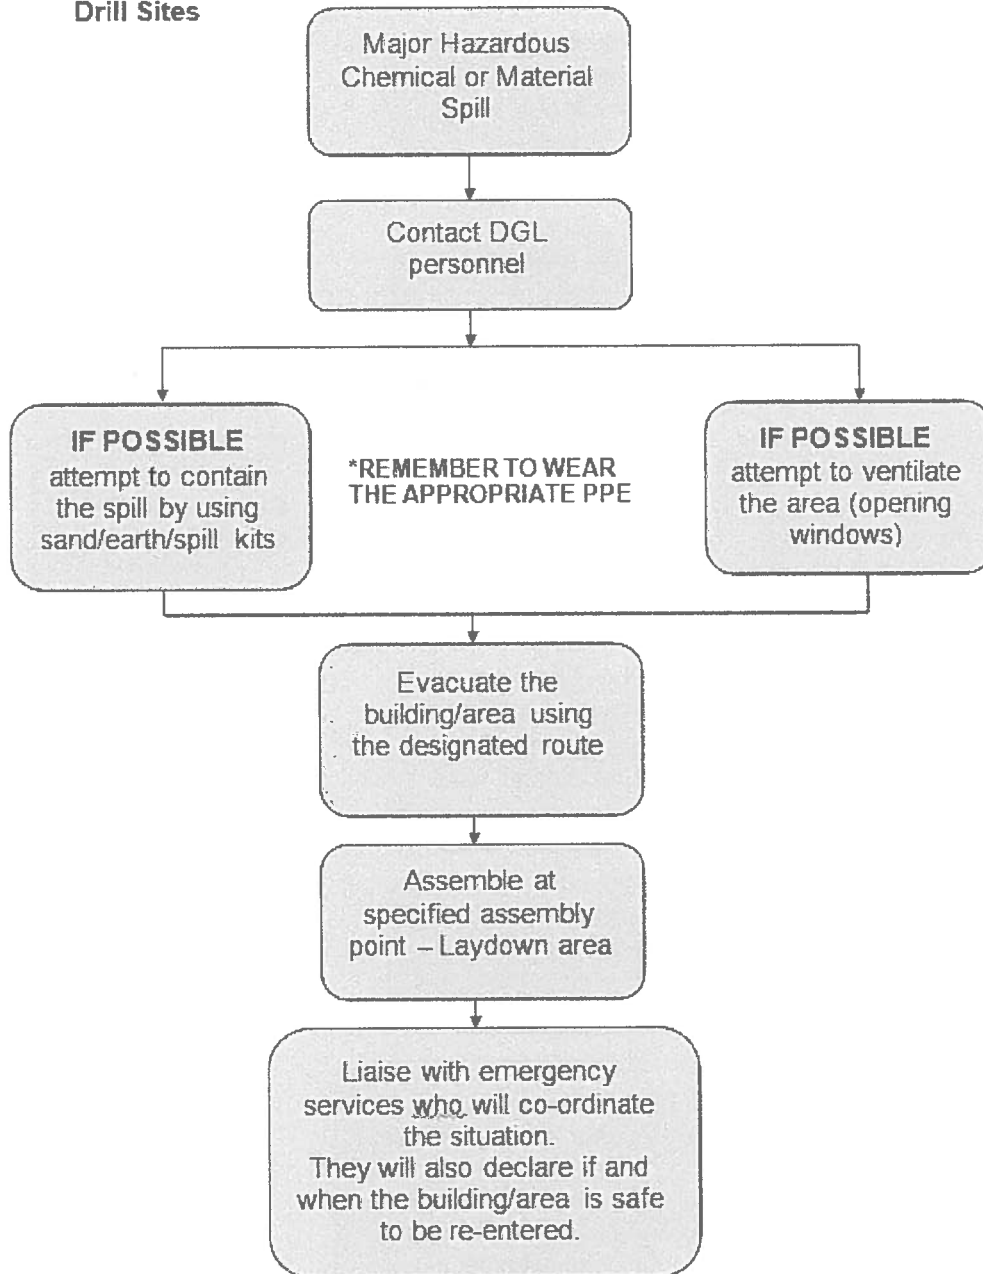 Drill Sites
Major Hazardous
Chemical or Material
Spill
Contact DGL
personnel
IF POSSIBLE
attempt to contain
the spill by using
sand/earth/spill kits
*REMEMBER TO WEAR
THE APPROPRIATE PPE
IF POSSIBLE
attempt to ventilate
the area (opening
windows)
Evacuate the
building/area using
the designated route
Assemble at
specified assembly
point – Laydown area
Liaise with emergency
services who will co-ordinate
the situation.
They will also declare if and
when the building/area is safe
to be re-entered.